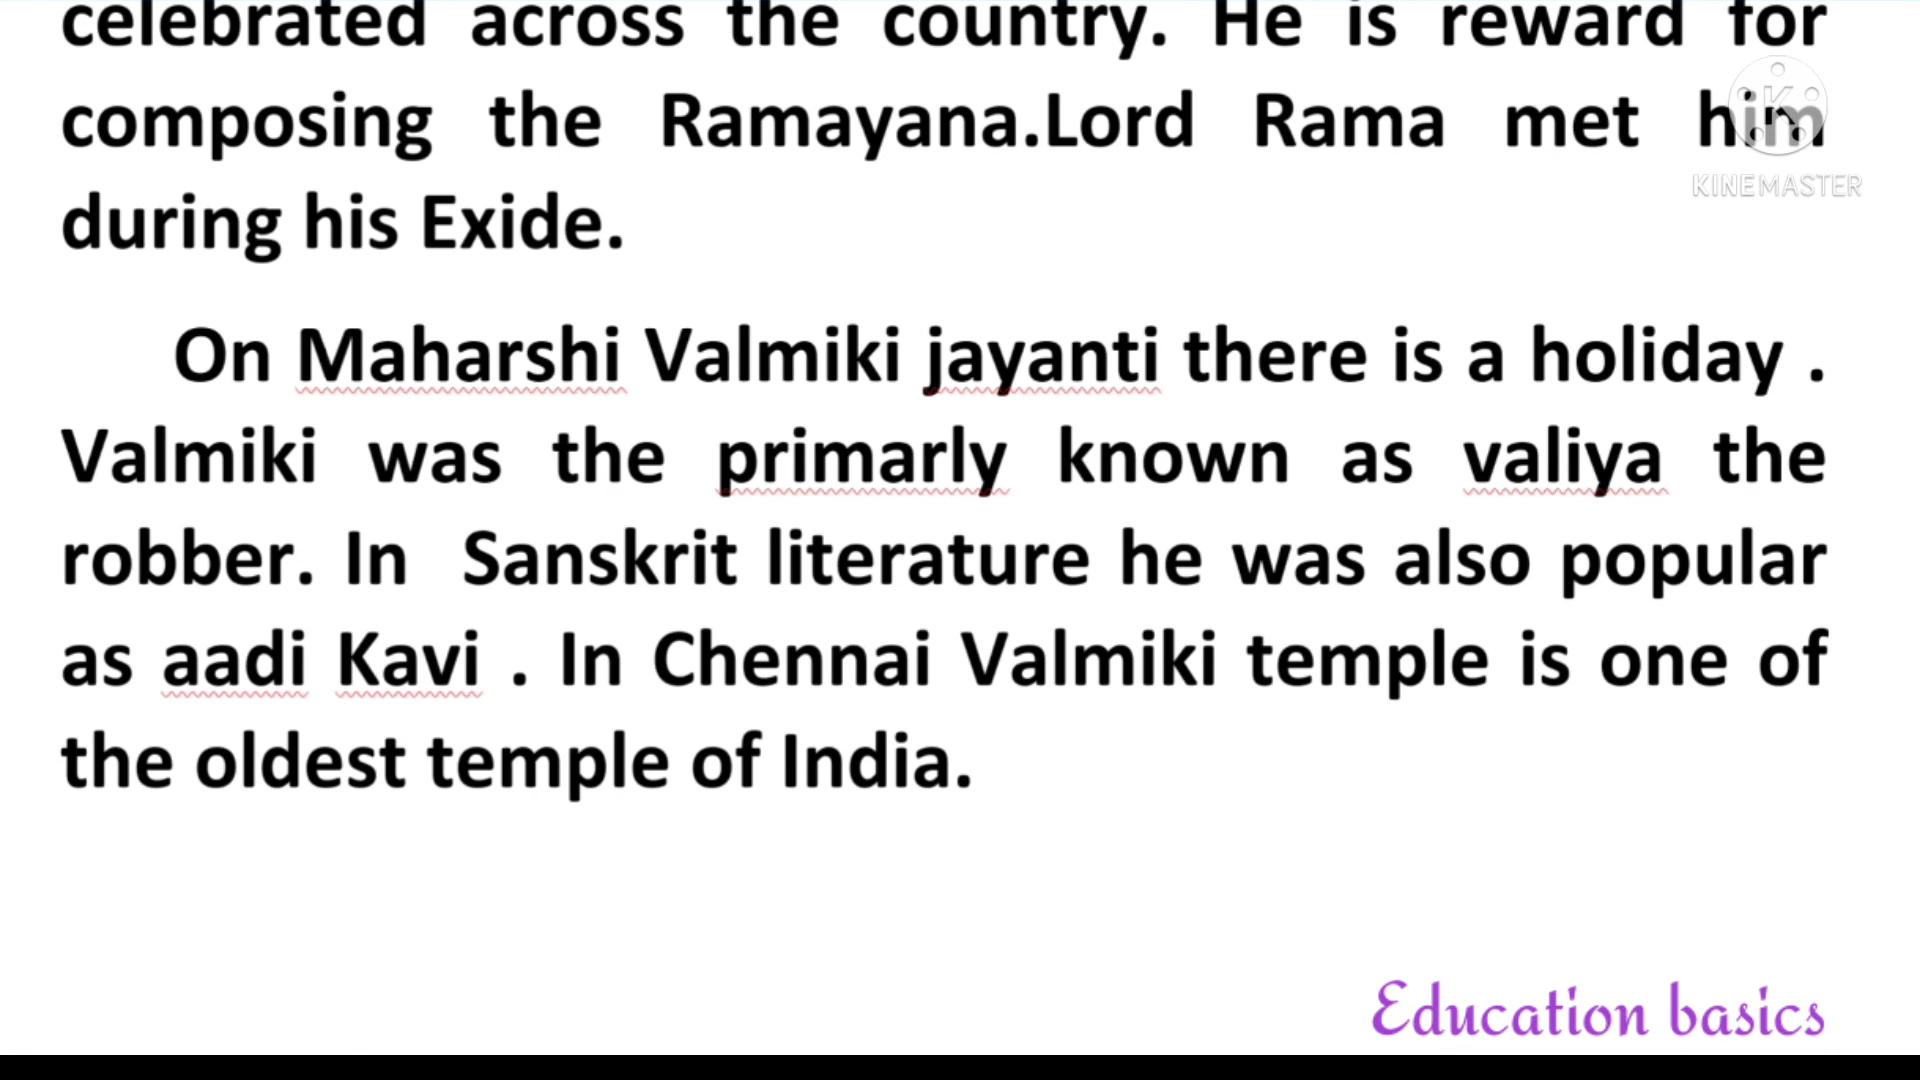 celebrated across the country. He is reward for
composing the Ramayana.Lord Rama met him
KINEMASTER
during his Exide.
On Maharshi Valmiki jayanti there is a holiday .
Valmiki was the primarly known as valiya the
robber. In Sanskrit literature he was also popular
as aadi Kavi . In Chennai Valmiki temple is one of
the oldest temple of India.
Education basics